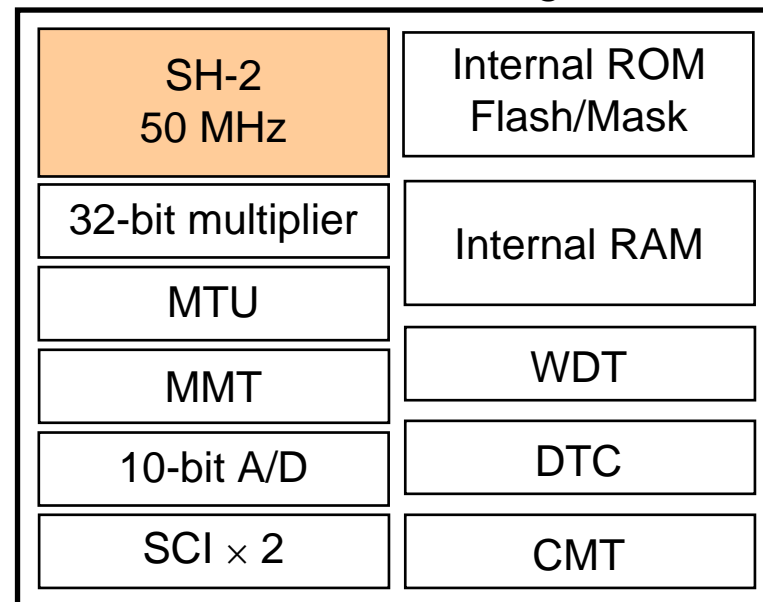 SH-2
50 MHz
32-bit multiplier
MTU
MMT
10-bit A/D
SCI × 2
Internal ROM
Flash/Mask
Internal RAM
WDT
DTC
CMT